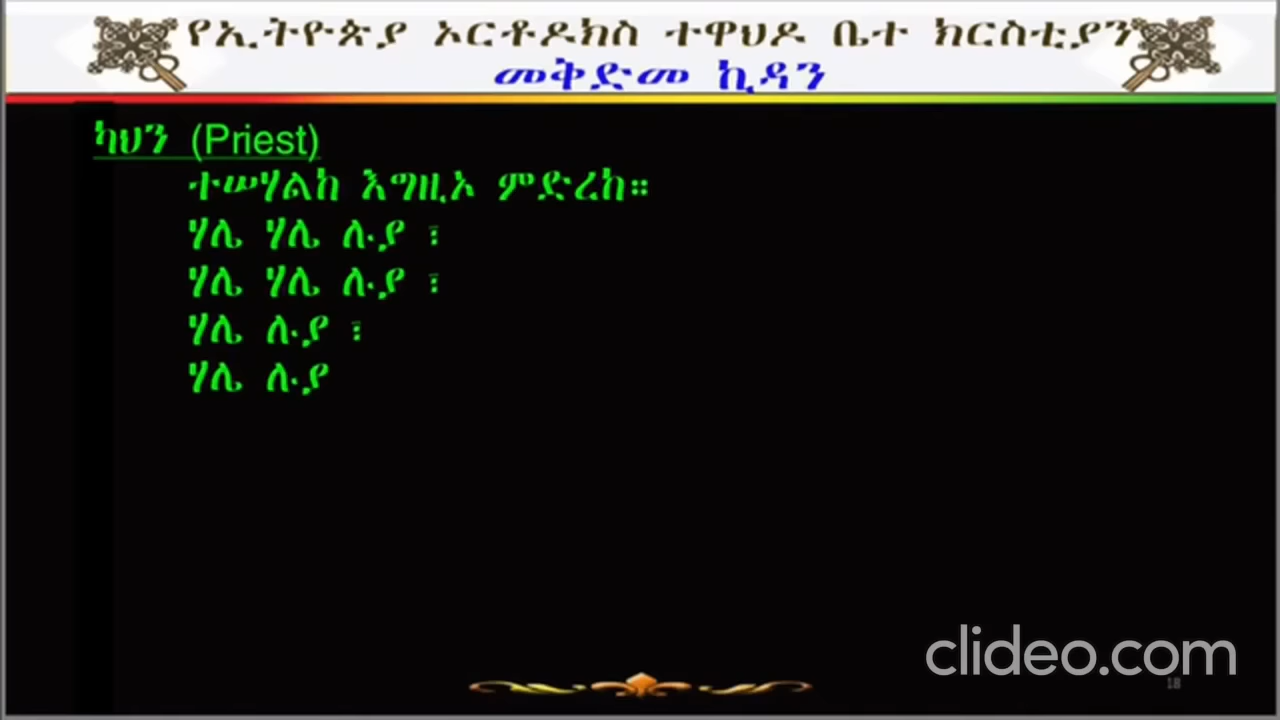 የኢትዮጵያ ኦርቶዶክስ ተዋህዶ ቤተ ክርስቲያን
መቅድመ ኪዳን
ካህን (Priest)
ተሠሃልከ እግዚኦ ምድረከ።
ሃሌ ሃሌ ሉያ ፣
ሃሌ ሃሌ ሉያ ፣
ሃሌ ሉያ ፣
ሃሌ ሉያ
clideo.com
18